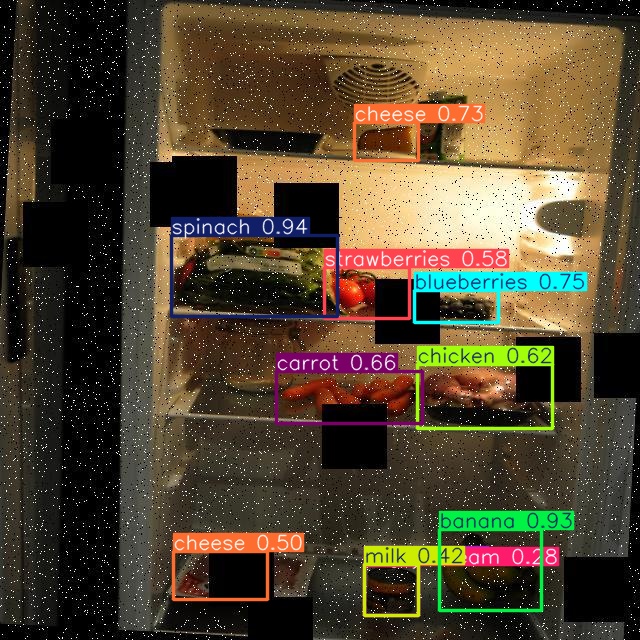 cheese 0.73
spinach 0.94
strawberries 0.58
blueberries 0.75
chicken 0.62
carrot 0.66
banana 0.93
cheese 0.50
milk 0.42
am 0.28